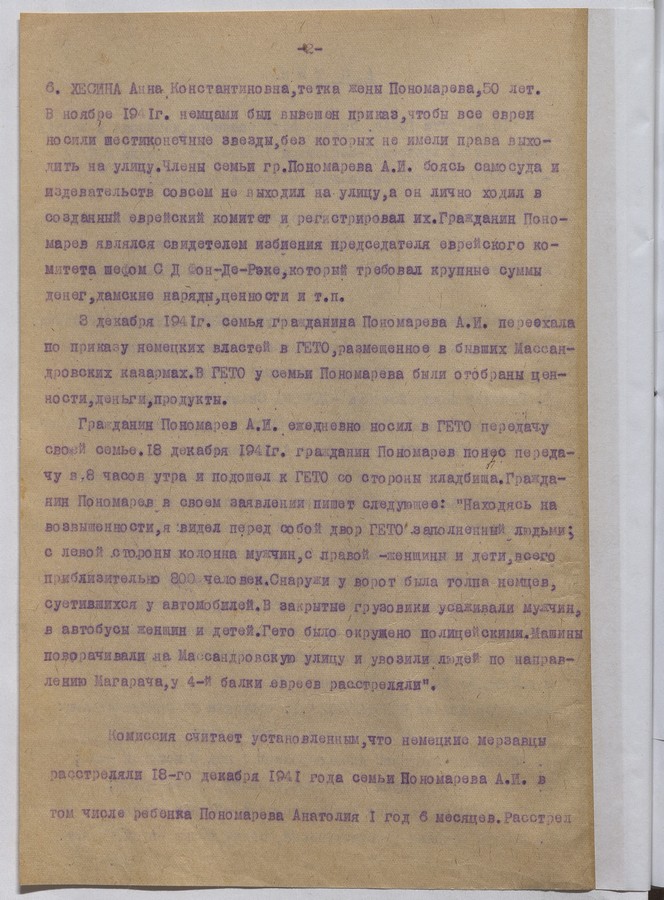 -2-
6. ХЕСИНА Анна Константиновна,тетка жены Пономарева,50 лет.
В ноябре 1941г. немцами был вывешен приказ,чтобы все евреи
носили шестиконечные звезды,без которых не имели права выхо-
дить на улицу.Члены семьи гр.Пономарева А.И. боясь самосуда и
издевательств совсем не выходил на улицу,а он лично ходил в
созданный еврейский комитет и регистрировал их.Гражданин Поно-
марев являлся свидетелем избиения председателя еврейского ко-
митета шефом С Д Фон-Де-Реке,который требовал крупные суммы
денег,дамские наряды,ценности и т.п.
8 декабря 1941г. семья гражданина Пономарева А.И. переехала
по приказу немецких властей в ГЕТО,размещенное в бывших Массан-
дровских казармах.В ГЕТО у семьи Пономарева были отобраны цен-
ности,деньги,продукты.
Гражданин Пономарев А.И. ежедневно носил в ГЕТО передачу
своей семье.18 декабря 1941г. гражданин Пономарев понес переда-
чу в 8 часов утра и подошел к ГЕТО со стороны кладбища.Гражда-
нин Пономарев в своем заявлении пишет следующее: "Находясь на
возвышенности,я видел перед собой двор ГЕТО заполненный людьми;
с левой стороны колонна мужчин,с правой -женщины и дети,всего
приблизительно 800 человек.Снаружи у ворот была толпа немцев,
суетившихся у автомобилей.В закрытые грузовики усаживали мужчин,
в автобусы женщин и детей.Гето было окружено полицейскими.Машины
поворачивали на Массандровскую улицу и увозили людей по направ-
лению Магарача,у 4-й балки евреев расстреляли".
Комиссия считает установленным,что немецкие мерзавцы
расстреляли 18-го декабря 1941 года семьи Пономарева А.И. в
том числе ребенка Пономарева Анатолия 1 год 6 месяцев.Расстрел